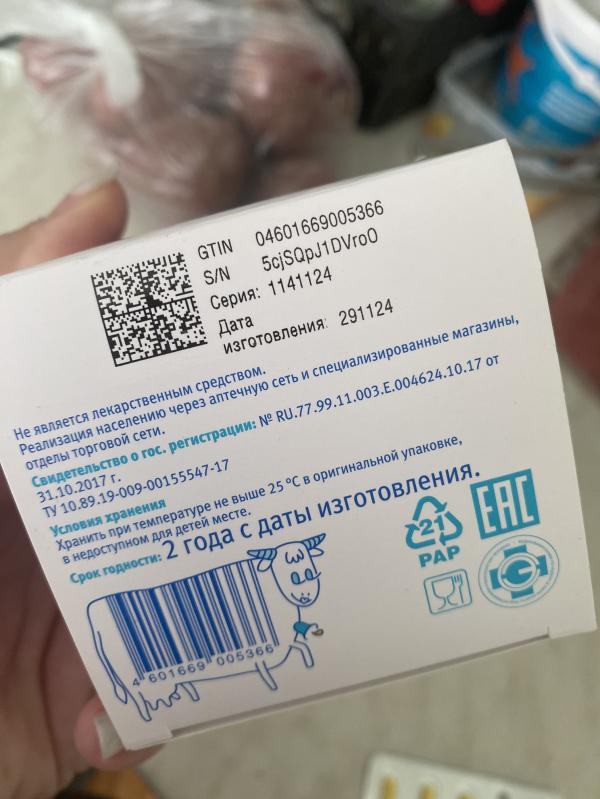 GTIN 04601669005366
S/N 5cjSQpJ1DVroO
Серия: 1141124
Дата
изготовления: 291124
Не является лекарственным средством.
Реализация населению через аптечную сеть и специализированные магазины,
отделы торговой сети.
Свидетельство о гос. регистрации: № RU.77.99.11.003.Е.004624.10.17 от
31.10.2017 г.
ТУ 10.89.19-009-00155547-17
Условия хранения
Хранить при температуре не выше 25 °C в оригинальной упаковке,
в недоступном для детей месте.
Срок годности: 2 года с даты изготовления.
21
PAP
EAC
4 601669 005366